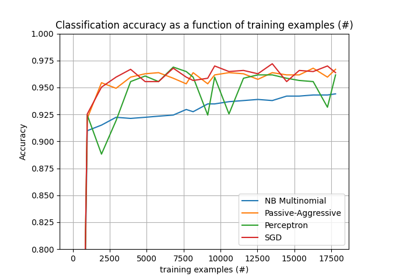 Classification accuracy as a function of training examples (#)
1.000
0.975
0.950
0.925
0.900
0.875
0.850
0.825
0.800
Accuracy
NB Multinomial
Passive-Aggressive
Perceptron
SGD
0 2500 5000 7500 10000 12500 15000 17500
training examples (#)